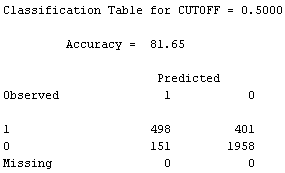 Classification Table for CUTOFF = 0.5000
Accuracy = 81.65
Predicted
Observed 1 0
1 498 401
0 151 1958
Missing 0 0